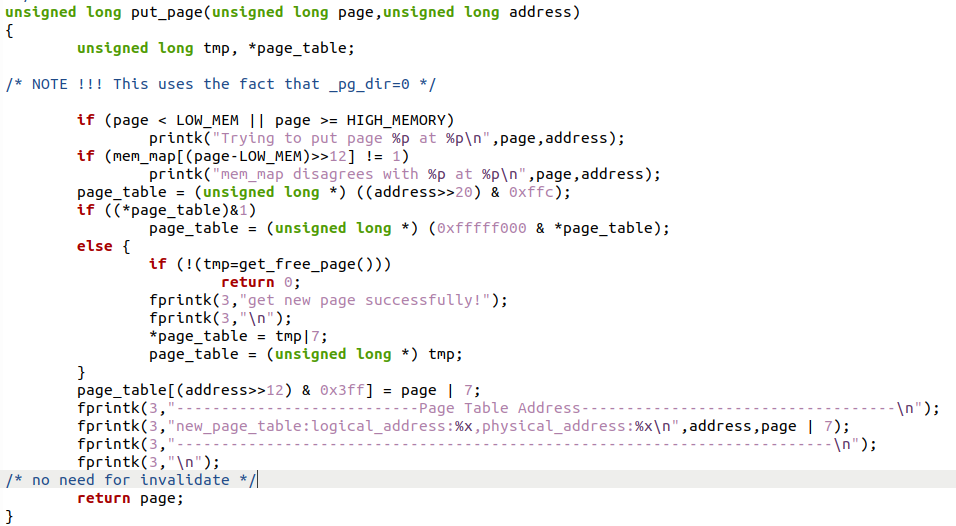 unsigned long put_page(unsigned long page,unsigned long address)
{
        unsigned long tmp, *page_table;

/* NOTE !!! This uses the fact that _pg_dir=0 */

        if (page < LOW_MEM || page >= HIGH_MEMORY)
                printk("Trying to put page %p at %p\n",page,address);
        if (mem_map[(page-LOW_MEM)>>12] != 1)
                printk("mem_map disagrees with %p at %p\n",page,address);
        page_table = (unsigned long *) ((address>>20) & 0xffc);
        if ((*page_table)&1)
                page_table = (unsigned long *) (0xfffff000 & *page_table);
        else {
                if (!(tmp=get_free_page()))
                        return 0;
                fprintk(3,"get new page successfully!");
                fprintk(3,"\n");
                *page_table = tmp|7;
                page_table = (unsigned long *) tmp;
        }
        page_table[(address>>12) & 0x3ff] = page | 7;
        fprintk(3,"---------------------------Page Table Address-----------------------------------\n");
        fprintk(3,"new_page_table:logical_address:%x,physical_address:%x\n",address,page | 7);
        fprintk(3,"-------------------------------------------------------------------------\n");
        fprintk(3,"\n");
/* no need for invalidate */
        return page;
}